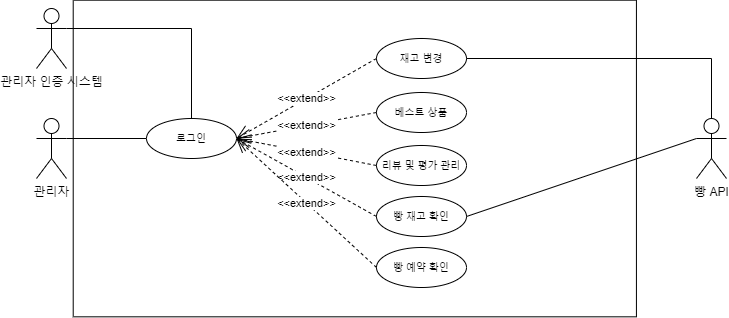 관리자 인증 시스템
재고 변경
<<extend>>
베스트 상품
<<extend>>
로그인
<<extend>>
리뷰 및 평가 관리
<<extend>>
관리자
빵 API
<<extend>>
빵 재고 확인
빵 예약 확인